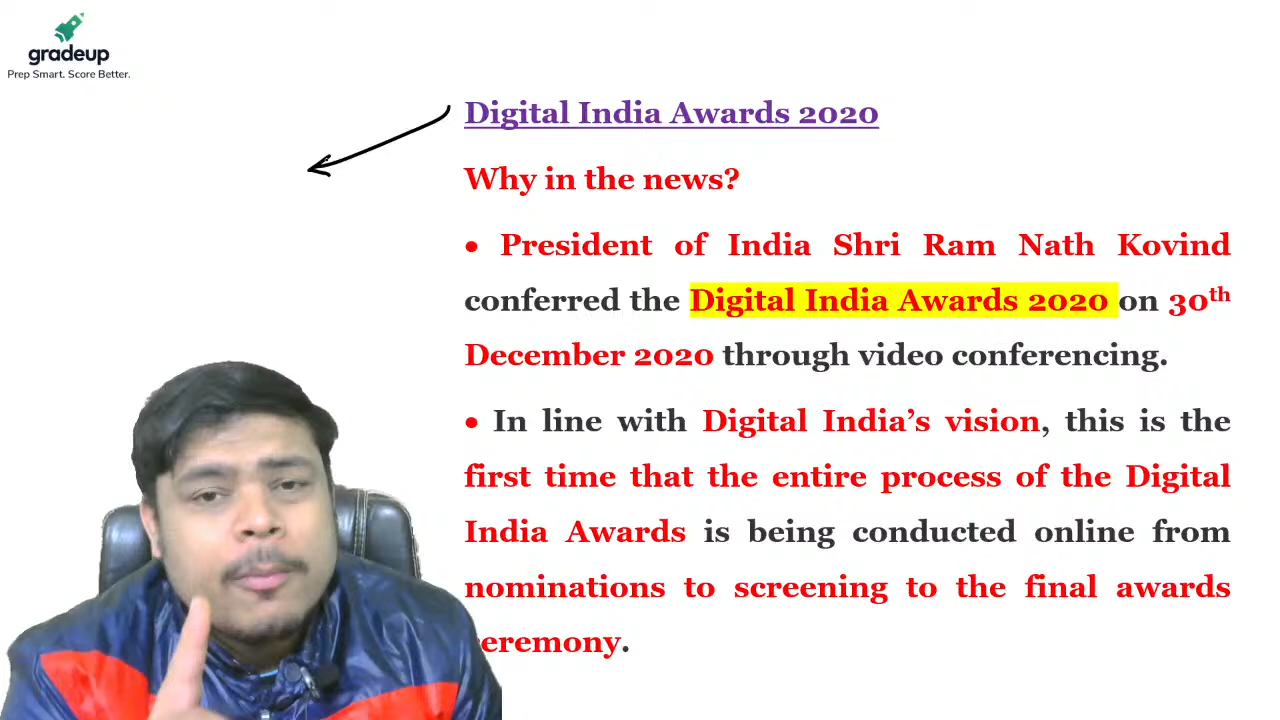 gradeup
Prep Smart. Score Better.
Digital India Awards 2020
Why in the news?
• President of India Shri Ram Nath Kovind
conferred the Digital India Awards 2020 on 30th
December 2020 through video conferencing.
• In line with Digital India’s vision, this is the
first time that the entire process of the Digital
India Awards is being conducted online from
nominations to screening to the final awards
ceremony.